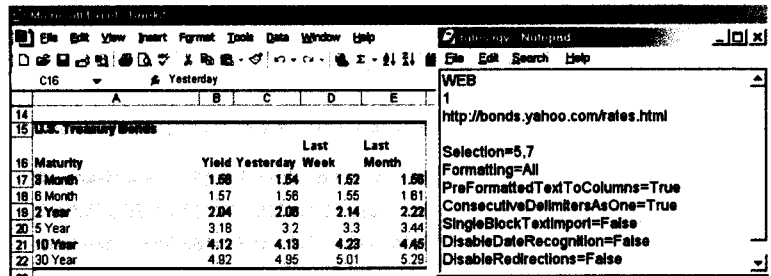 Microsoft Excel - Book2
File Edit View Insert Format Tools Data Window Help
C16 Yesterday
A B C D E
14
15 U.S. Treasury Bonds
Last Last
16 Maturity Yield Yesterday Week Month
17 3 Month 1.58 1.54 1.52 1.56
18 6 Month 1.57 1.56 1.55 1.61
19 2 Year 2.04 2.08 2.14 2.22
20 5 Year 3.18 3.2 3.3 3.44
21 10 Year 4.12 4.13 4.23 4.45
22 30 Year 4.82 4.95 5.01 5.29
Notepad
File Edit Search Help
WEB
1
http://bonds.yahoo.com/rates.html
Selection=5,7
Formatting=All
PreFormattedTextToColumns=True
ConsecutiveDelimitersAsOne=True
SingleBlockTextImport=False
DisableDateRecognition=False
DisableRedirections=False